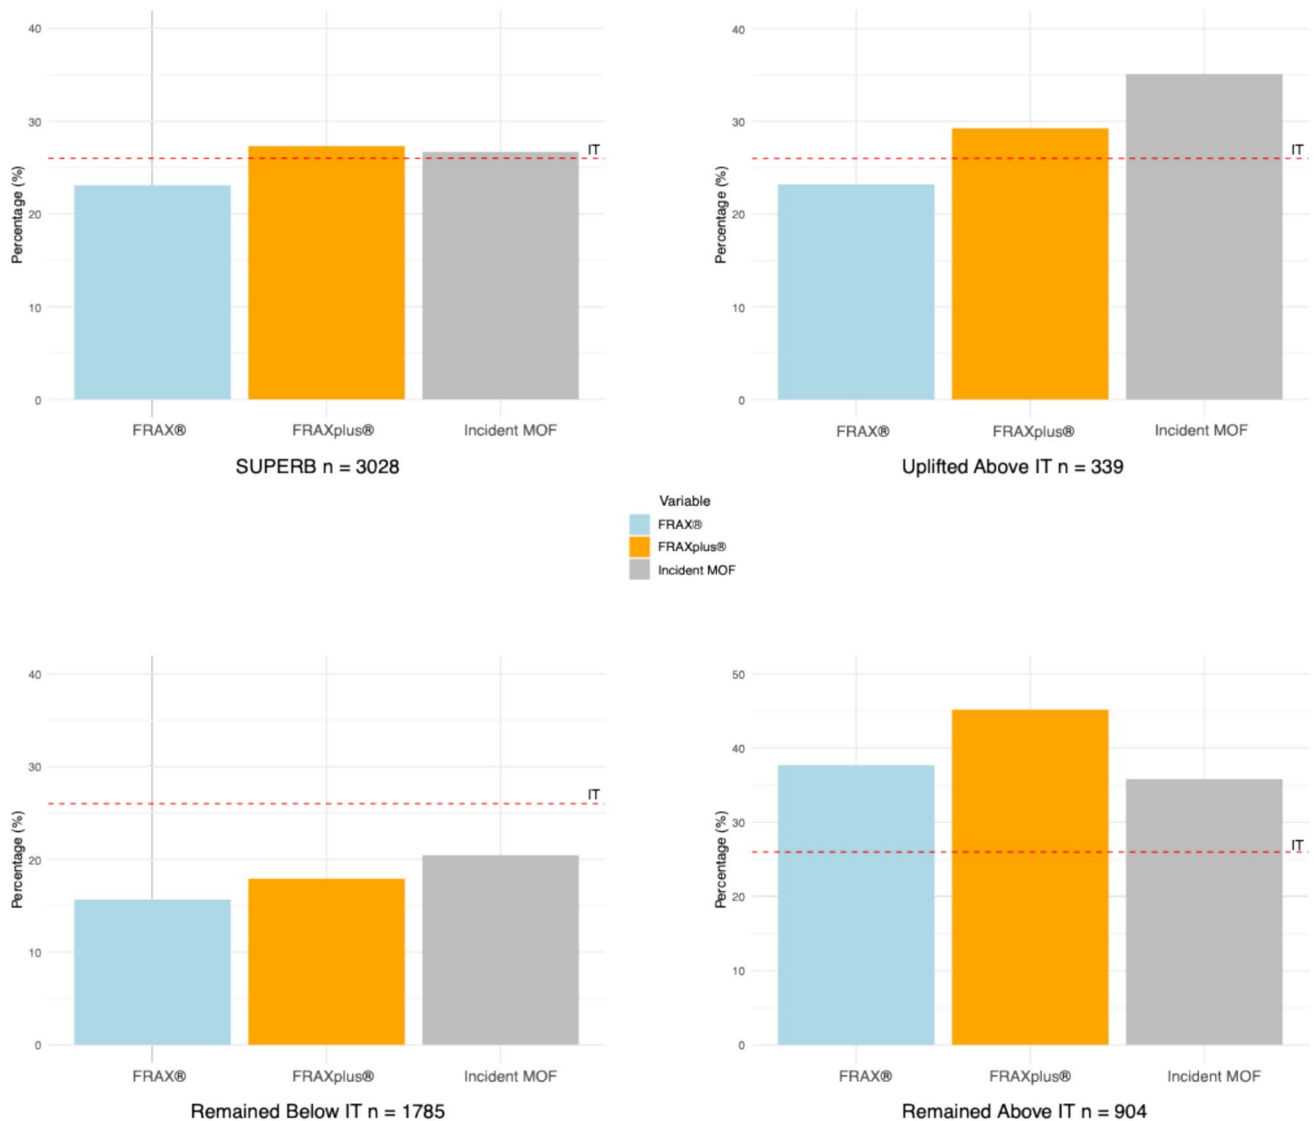 40
30
20
10
0
Percentage (%)
IT
FRAX®
FRAXplus®
Incident MOF
SUPERB n = 3028
40
30
20
10
0
Percentage (%)
IT
FRAX®
FRAXplus®
Incident MOF
Uplifted Above IT n = 339
Variable
FRAX®
FRAXplus®
Incident MOF
40
30
20
10
0
Percentage (%)
IT
FRAX®
FRAXplus®
Incident MOF
Remained Below IT n = 1785
50
40
30
20
10
0
Percentage (%)
IT
FRAX®
FRAXplus®
Incident MOF
Remained Above IT n = 904